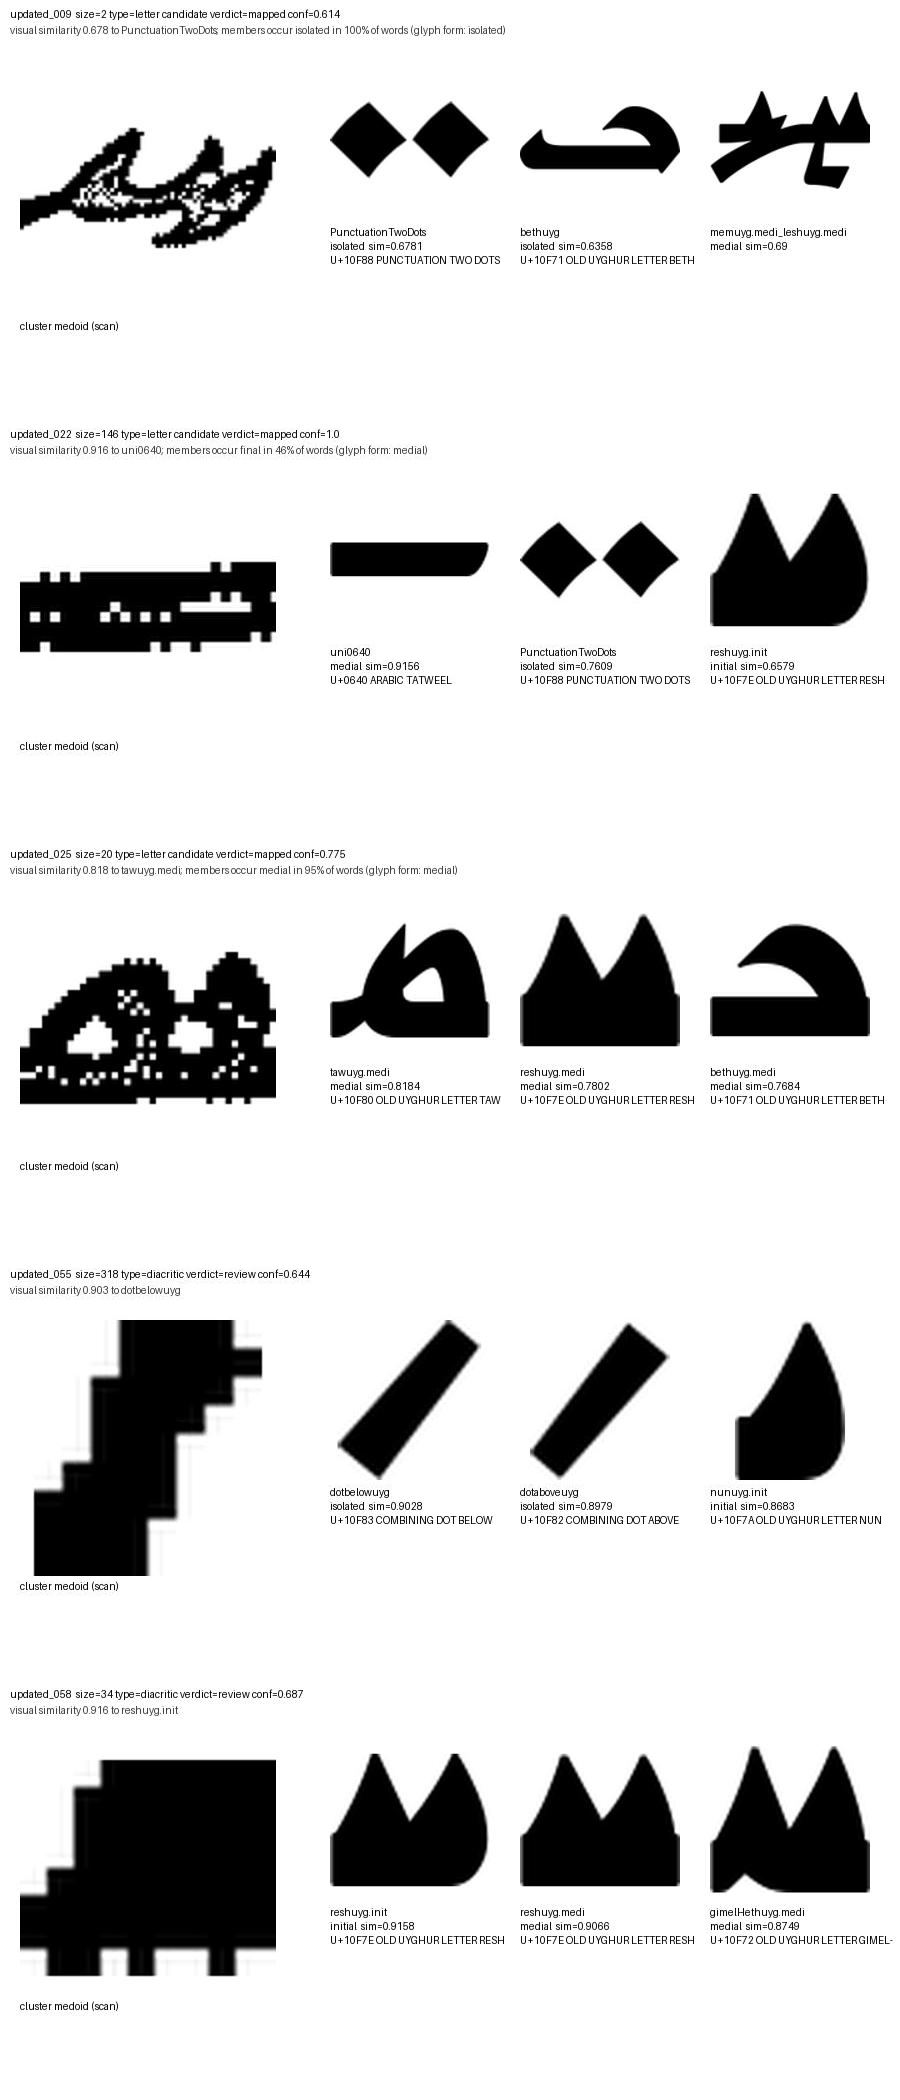 updated_009 size=2 type=letter candidate verdict=mapped conf=0.614
visual similarity 0.678 to PunctuationTwoDots; members occur isolated in 100% of words (glyph form: isolated)
PunctuationTwoDots bethuyg memuyg.medi_leshuyg.medi
isolated sim=0.6781 isolated sim=0.6358 medial sim=0.69
U+10F88 PUNCTUATION TWO DOTS U+10F71 OLD UYGHUR LETTER BETH
cluster medoid (scan)
updated_022 size=146 type=letter candidate verdict=mapped conf=1.0
visual similarity 0.916 to uni0640; members occur final in 46% of words (glyph form: medial)
uni0640 PunctuationTwoDots reshuyg.init
medial sim=0.9156 isolated sim=0.7609 initial sim=0.6579
U+0640 ARABIC TATWEEL U+10F88 PUNCTUATION TWO DOTS U+10F7E OLD UYGHUR LETTER RESH
cluster medoid (scan)
updated_025 size=20 type=letter candidate verdict=mapped conf=0.775
visual similarity 0.818 to tawuyg.medi; members occur medial in 95% of words (glyph form: medial)
tawuyg.medi reshuyg.medi bethuyg.medi
medial sim=0.8184 medial sim=0.7802 medial sim=0.7684
U+10F80 OLD UYGHUR LETTER TAW U+10F7E OLD UYGHUR LETTER RESH U+10F71 OLD UYGHUR LETTER BETH
cluster medoid (scan)
updated_055 size=318 type=diacritic verdict=review conf=0.644
visual similarity 0.903 to dotbelowuyg
dotbelowuyg dotaboveuyg nunuyg.init
isolated sim=0.9028 isolated sim=0.8979 initial sim=0.8683
U+10F83 COMBINING DOT BELOW U+10F82 COMBINING DOT ABOVE U+10F7A OLD UYGHUR LETTER NUN
cluster medoid (scan)
updated_058 size=34 type=diacritic verdict=review conf=0.687
visual similarity 0.916 to reshuyg.init
reshuyg.init reshuyg.medi gimelHethuyg.medi
initial sim=0.9158 medial sim=0.9066 medial sim=0.8749
U+10F7E OLD UYGHUR LETTER RESH U+10F7E OLD UYGHUR LETTER RESH U+10F72 OLD UYGHUR LETTER GIMEL-
cluster medoid (scan)